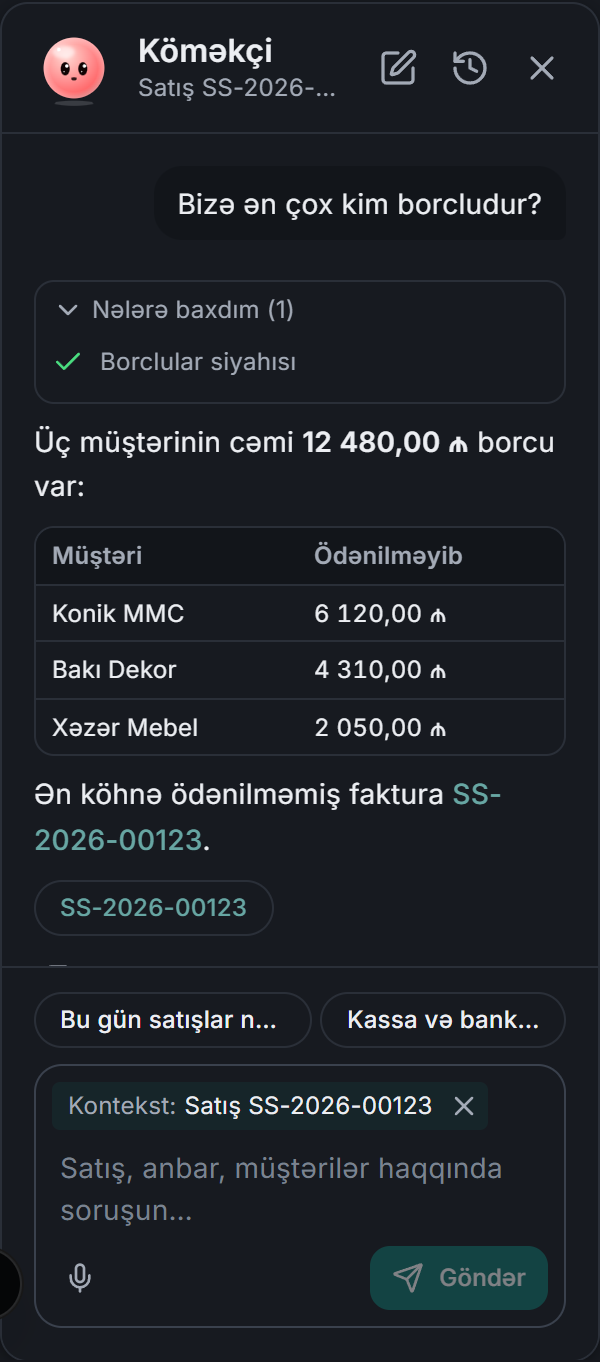 Köməkçi
Satış SS-2026-...
Bizə ən çox kim borcludur?
Nələrə baxdım (1)
Borclular siyahısı
Üç müştərinin cəmi 12 480,00 ₼ borcu
var:
Müştəri Ödənilməyib
Konik MMC 6 120,00 ₼
Bakı Dekor 4 310,00 ₼
Xəzər Mebel 2 050,00 ₼
Ən köhnə ödənilməmiş faktura SS-
2026-00123.
SS-2026-00123
Bu gün satışlar n... Kassa və bank...
Kontekst: Satış SS-2026-00123
Satış, anbar, müştərilər haqqında
soruşun...
Göndər